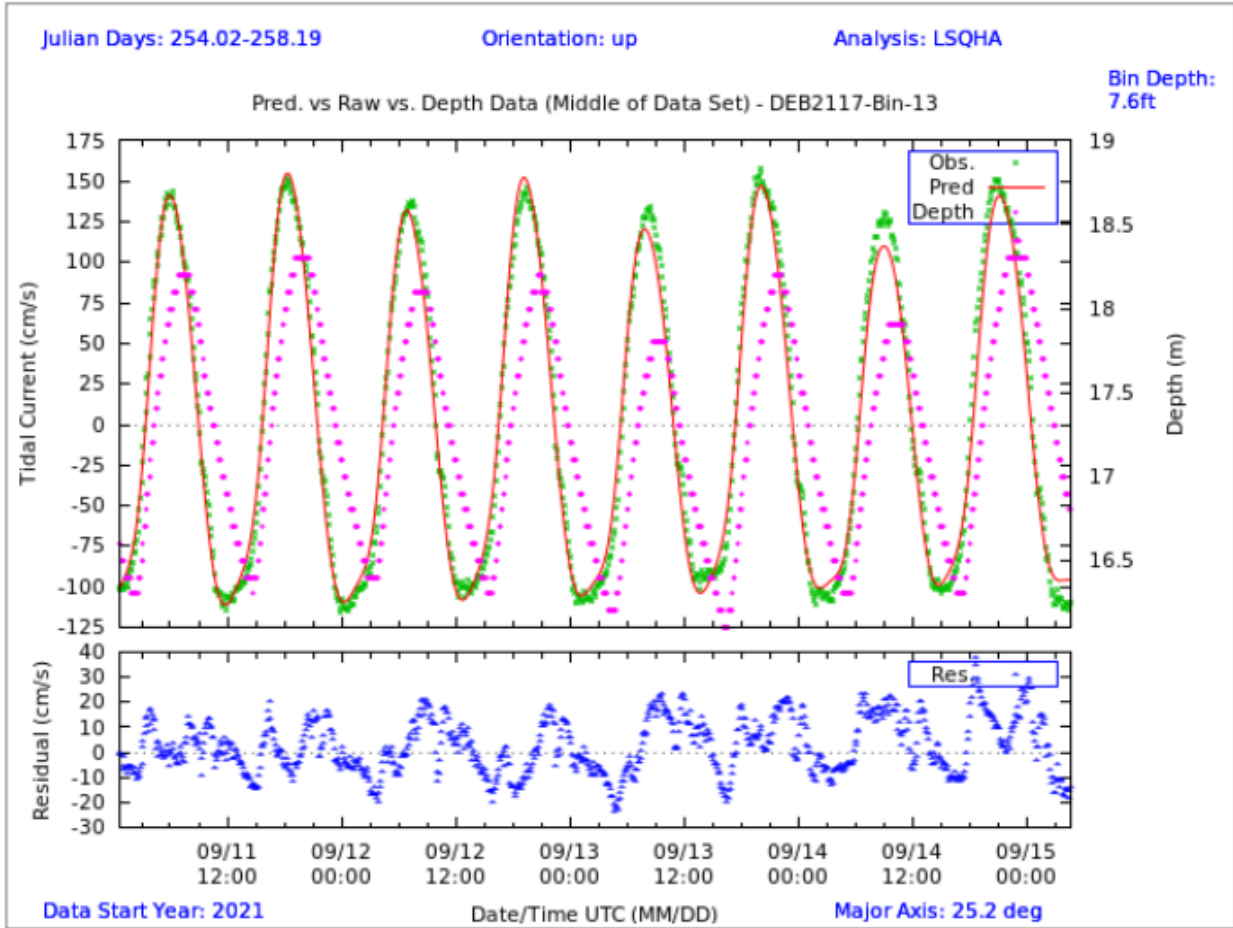 Julian Days: 254.02-258.19 Orientation: up Analysis: LSQHA
Bin Depth:
7.6ft
Pred. vs Raw vs. Depth Data (Middle of Data Set) - DEB2117-Bin-13
175 19
Obs.
150
Pred
125 Depth 18.5
100
75
18
50
25 17.5
0
-25
17
-50
-75
16.5
-100
-125
Tidal Current (cm/s)
Depth (m)
40
Res
30
20
10
0
-10
-20
-30
Residual (cm/s)
09/11 09/12 09/12 09/13 09/13 09/14 09/14 09/15
12:00 00:00 12:00 00:00 12:00 00:00 12:00 00:00
Data Start Year: 2021 Date/Time UTC (MM/DD) Major Axis: 25.2 deg